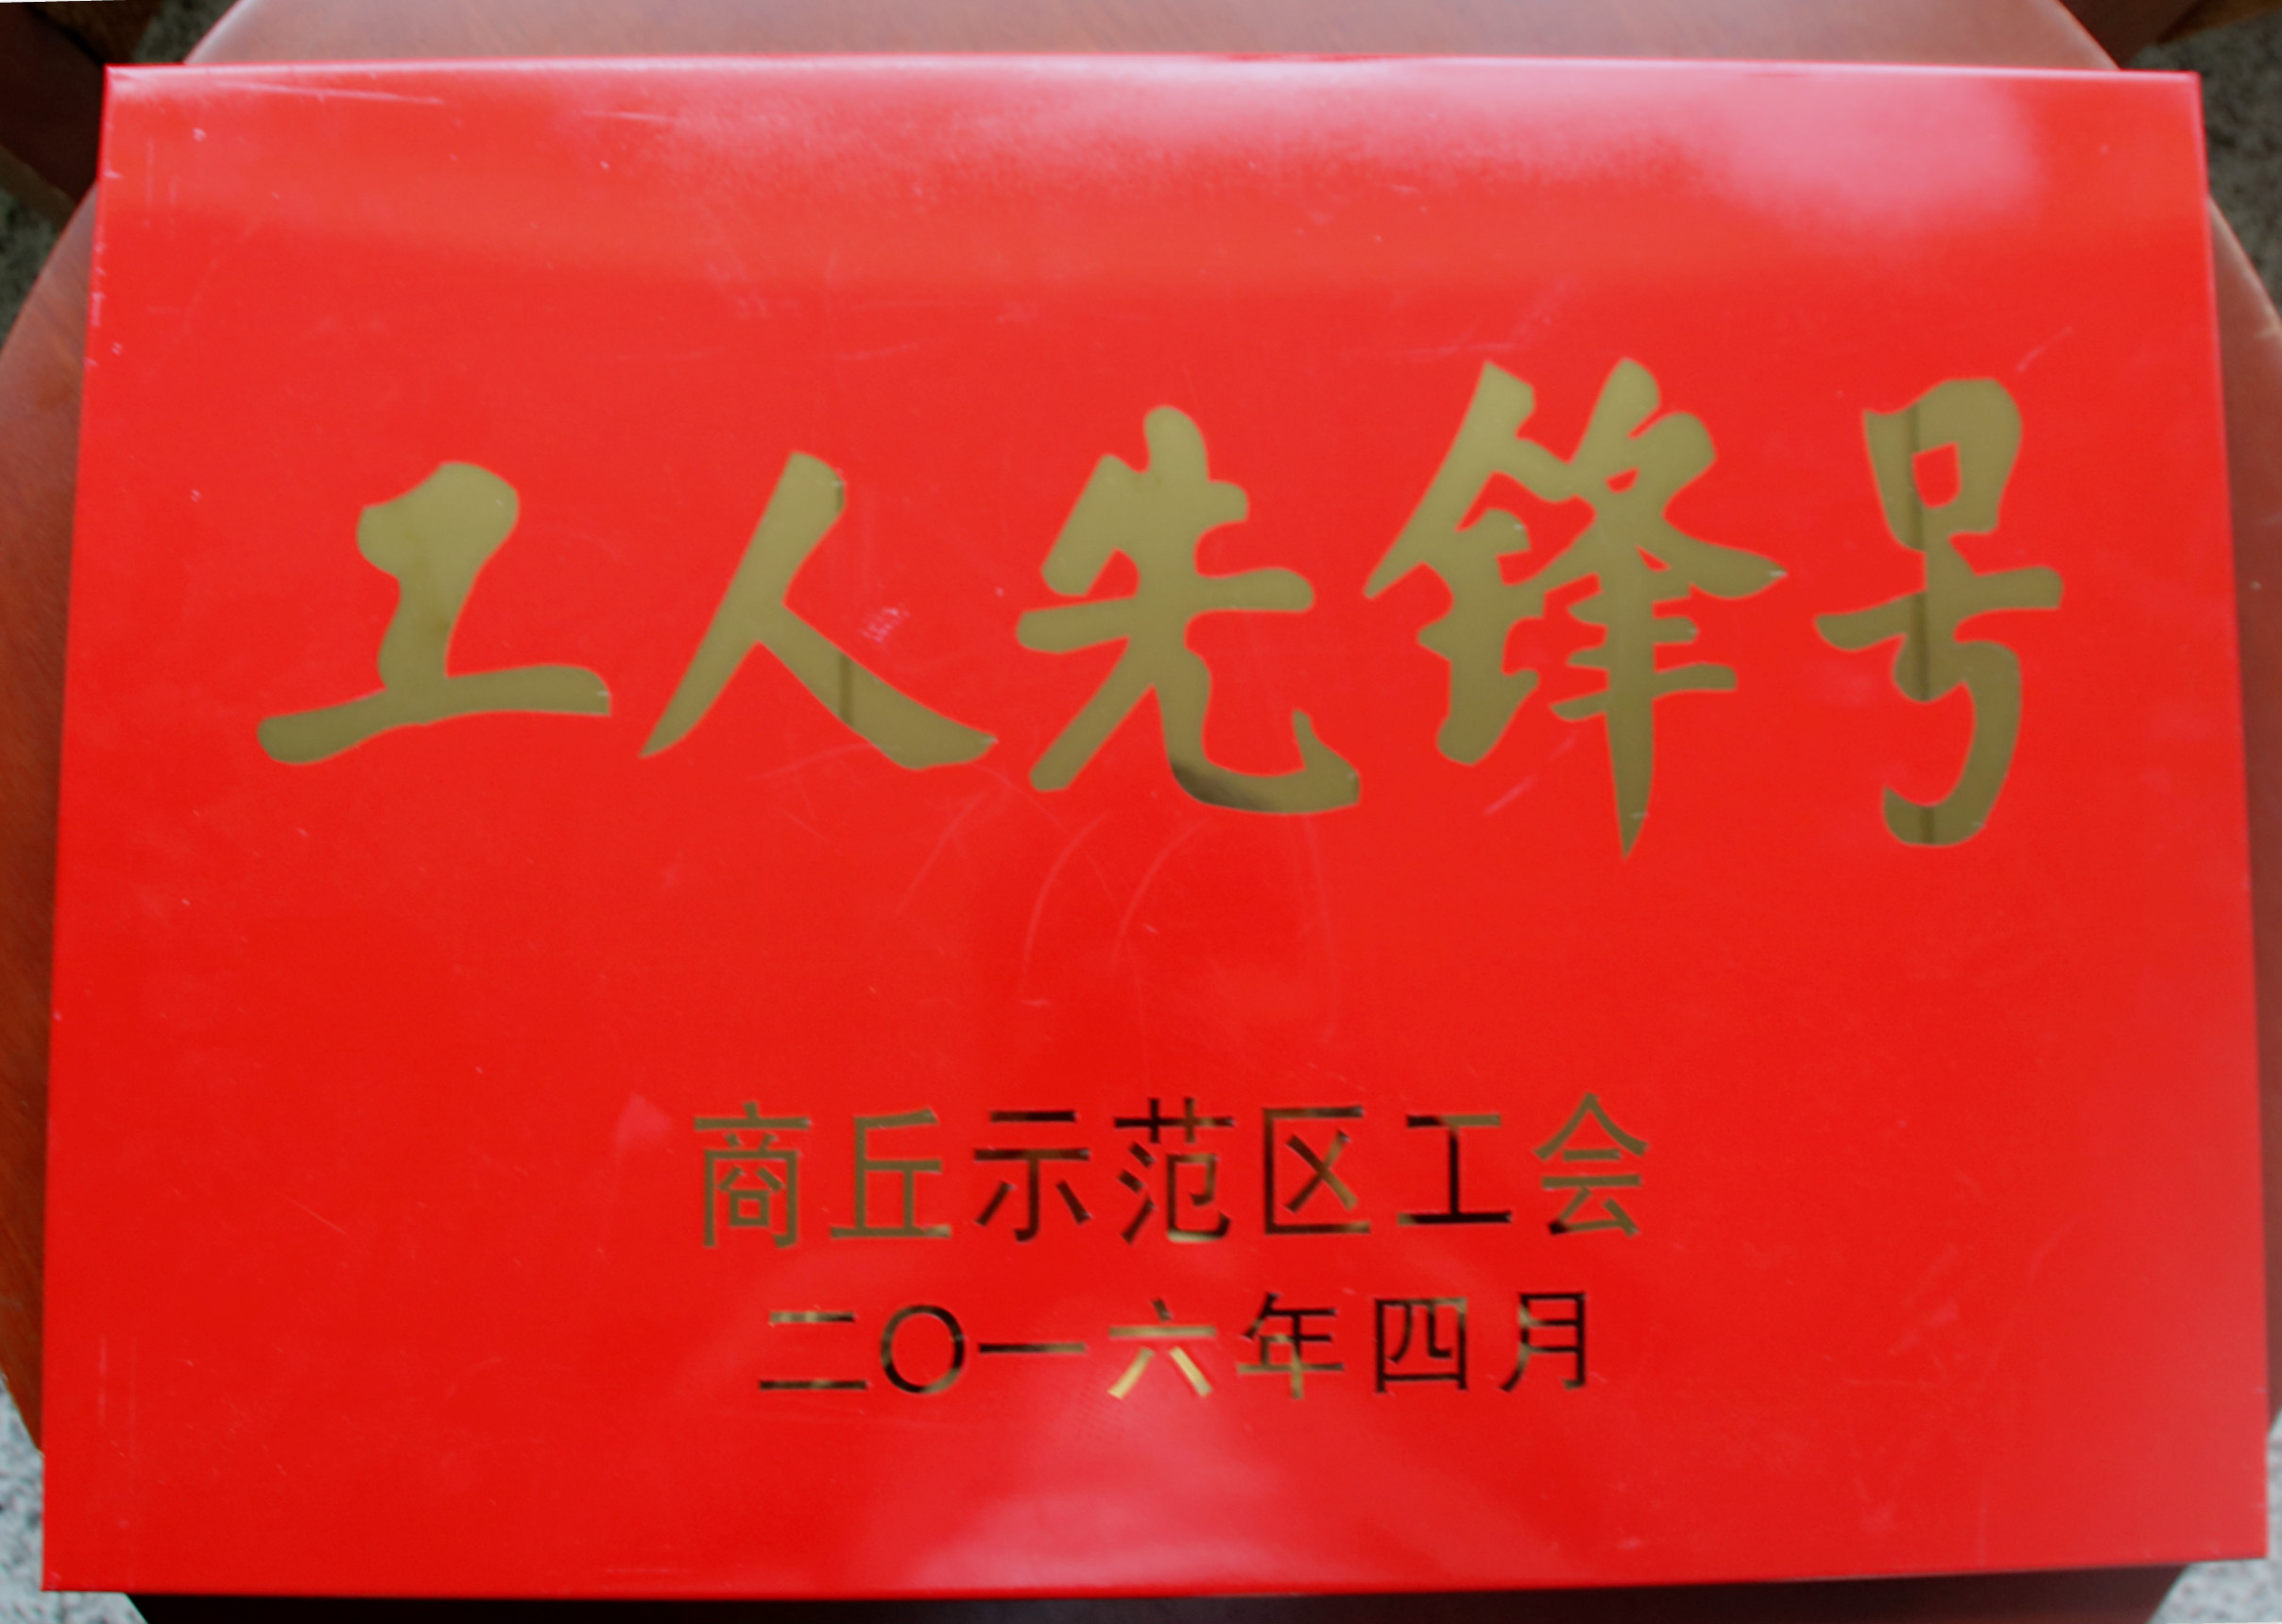 工人先锋号
商丘示范区工会
二〇一六年四月